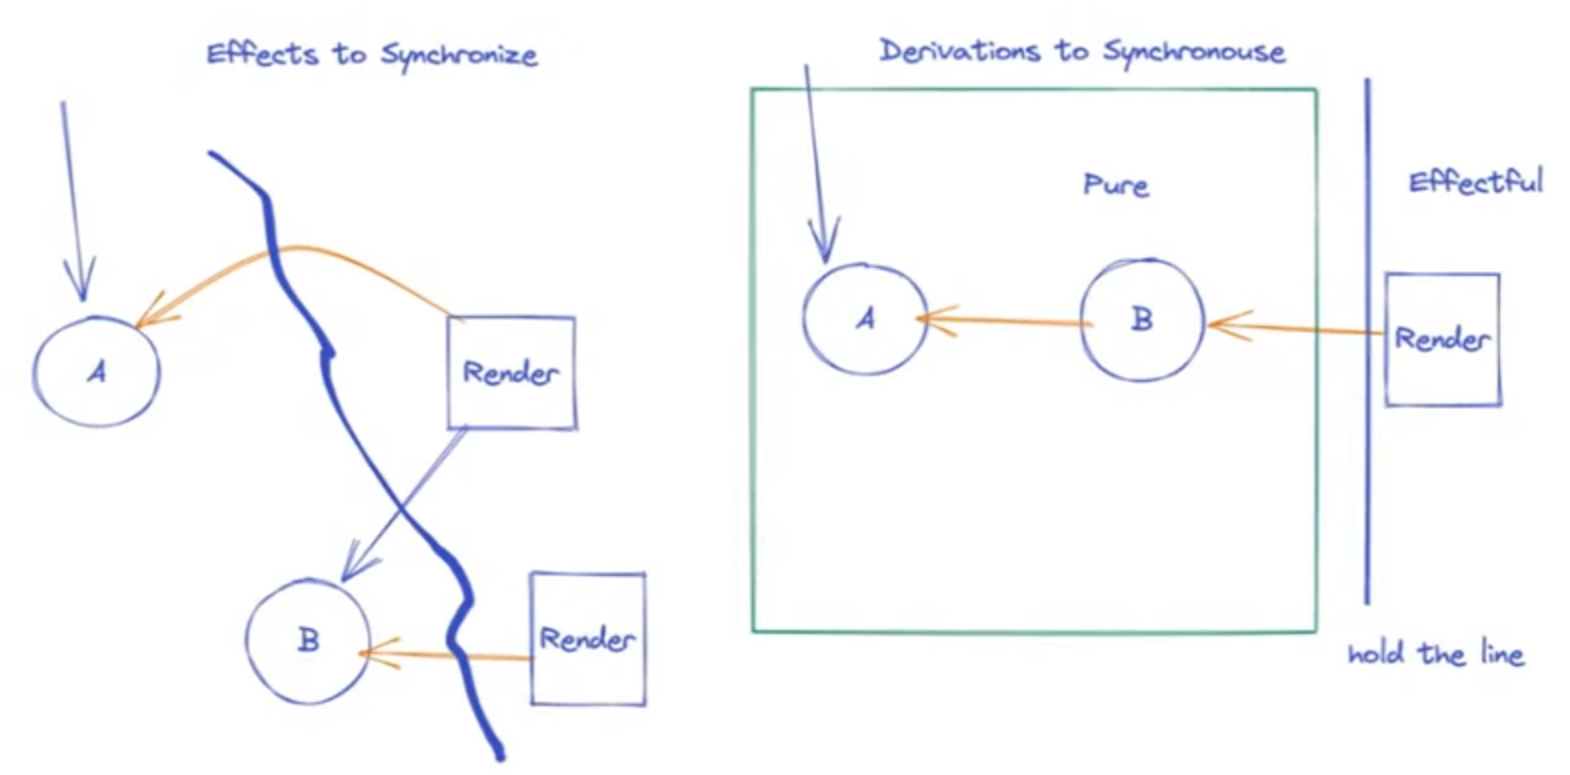 Effects to Synchronize
A
Render
B
Render
Derivations to Synchronouse
Pure
Effectful
A
B
Render
hold the line